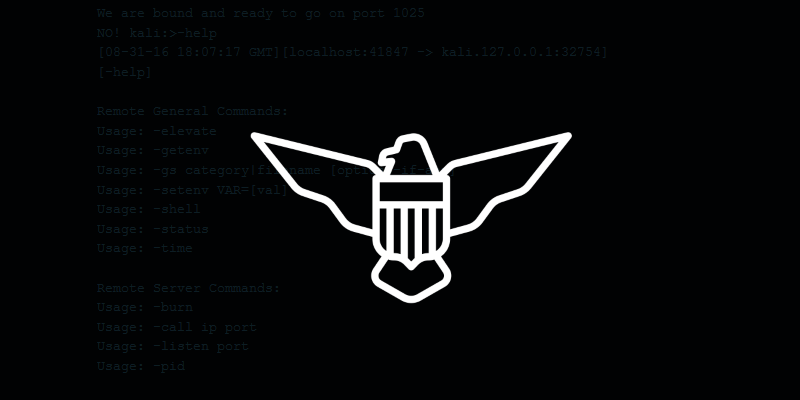 We are bound and ready to go on port 1025
NO! kali:>-help
[08-31-16 18:07:17 GMT][localhost:41847 -> kali.127.0.0.1:32754]
[-help]
Remote General Commands:
Usage: -elevate
Usage: -getenv
Usage: -gs category|filename
Usage: -setenv VAR=[val]
Usage: -shell
Usage: -status
Usage: -time
Remote Server Commands:
Usage: -burn
Usage: -call ip port
Usage: -listen port
Usage: -pid